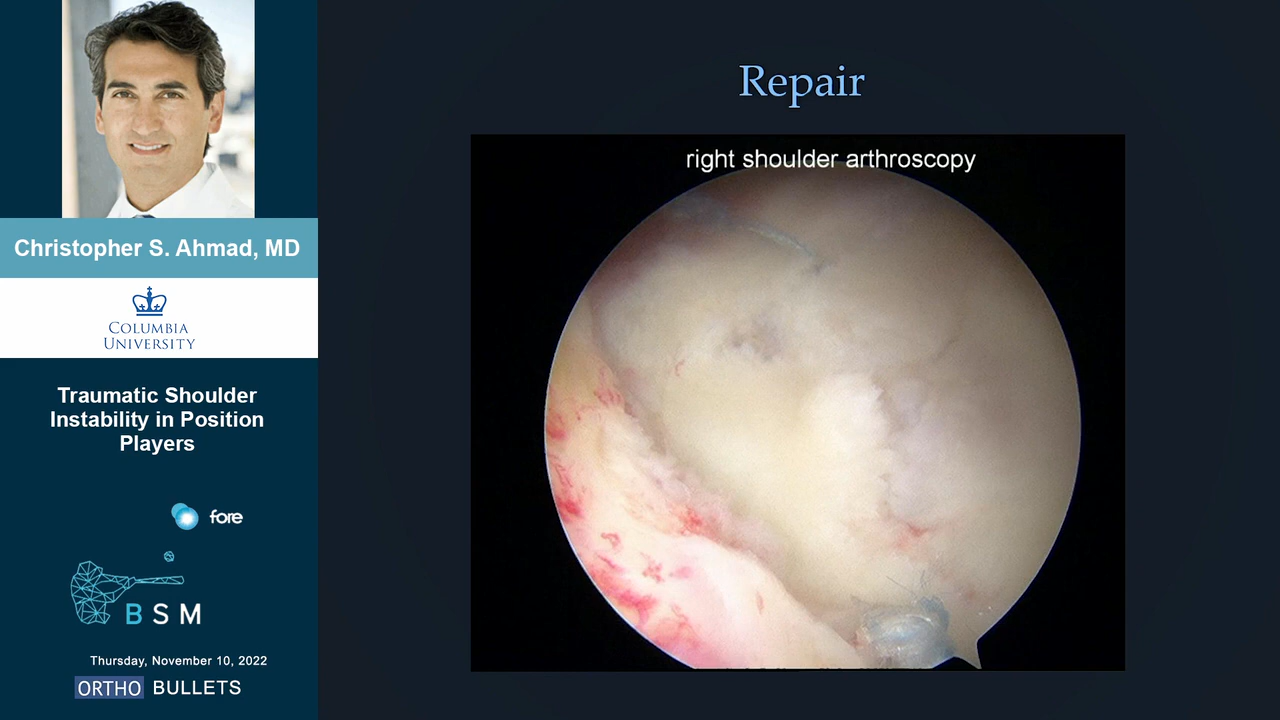 Christopher S. Ahmad, MD
COLUMBIA
UNIVERSITY
Traumatic Shoulder
Instability in Position
Players
fore
BSM
Thursday, November 10, 2022
ORTHO BULLETS
Repair
right shoulder arthroscopy